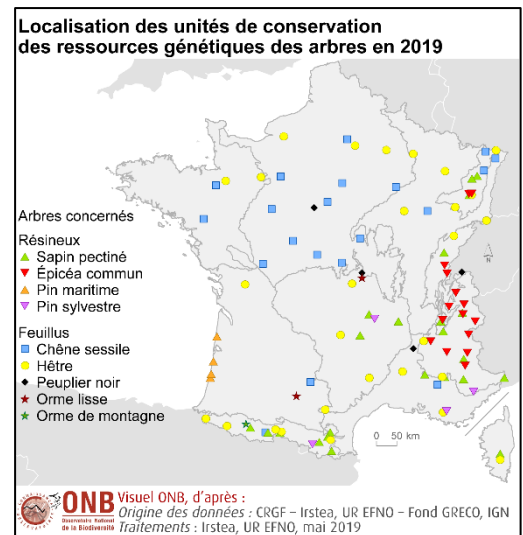 Localisation des unités de conservation
des ressources génétiques des arbres en 2019
Arbres concernés
Résineux
Sapin pectiné
Épicéa commun
Pin maritime
Pin sylvestre
Feuillus
Chêne sessile
Hêtre
Peuplier noir
Orme lisse
Orme de montagne
N
0 50 km
ONB
Observatoire National
de la Biodiversité
Visuel ONB, d'après :
Origine des données : CRGF – Irstea, UR EFNO – Fond GRECO, IGN
Traitements : Irstea, UR EFNO, mai 2019